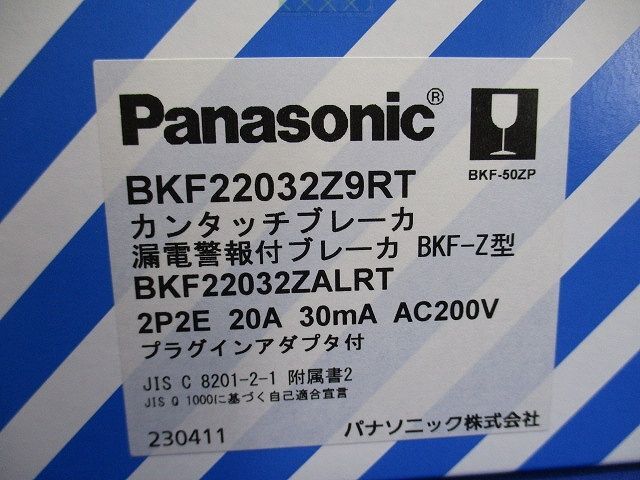 Panasonic®
BKF-50ZP
BKF22032Z9RT
カンタッチブレーカ
漏電警報付ブレーカ BKF-Z型
BKF22032ZALRT
2P2E 20A 30mA AC200V
プラグインアダプタ付
JIS C 8201-2-1 附属書2
JIS Q 1000に基づく自己適合宣言
230411 パナソニック株式会社